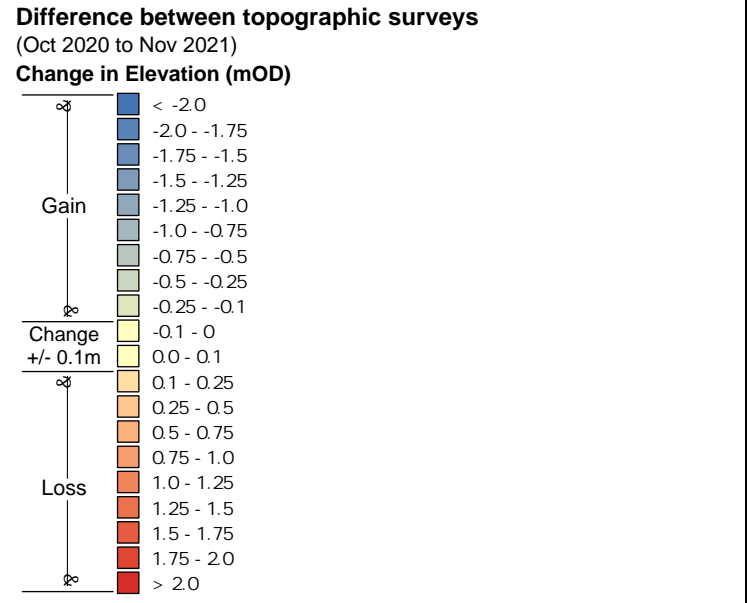 Difference between topographic surveys
(Oct 2020 to Nov 2021)
Change in Elevation (mOD)
< -2.0
-2.0 - -1.75
-1.75 - -1.5
-1.5 - -1.25
Gain
-1.25 - -1.0
-1.0 - -0.75
-0.75 - -0.5
-0.5 - -0.25
-0.25 - -0.1
Change
+/- 0.1m
-0.1 - 0
0.0 - 0.1
0.1 - 0.25
0.25 - 0.5
0.5 - 0.75
0.75 - 1.0
Loss
1.0 - 1.25
1.25 - 1.5
1.5 - 1.75
1.75 - 2.0
> 2.0